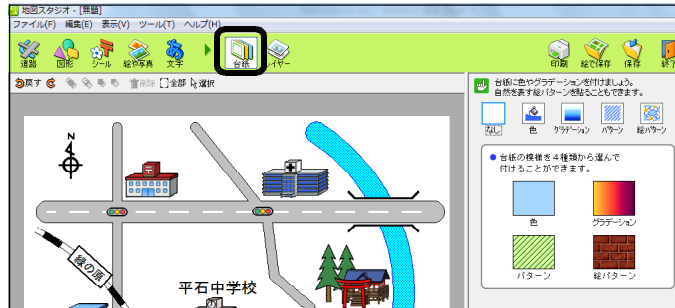 地図スタジオ - [無題]
ファイル(F) 編集(E) 表示(V) ツール(T) ヘルプ(H)
道路 図形 シール 絵や写真 文字 台紙 レイヤー 印刷 絵で保存 保存 終了
戻す 削除 全部 選択
台紙に色やグラデーションを付けましょう。
自然を表す絵パターンを貼ることもできます。
なし 色 グラデーション パターン 絵パターン
● 台紙の模様を4種類から選んで
付けることができます。
色 グラデーション
パターン 絵パターン
N
緑の原
平石中学校